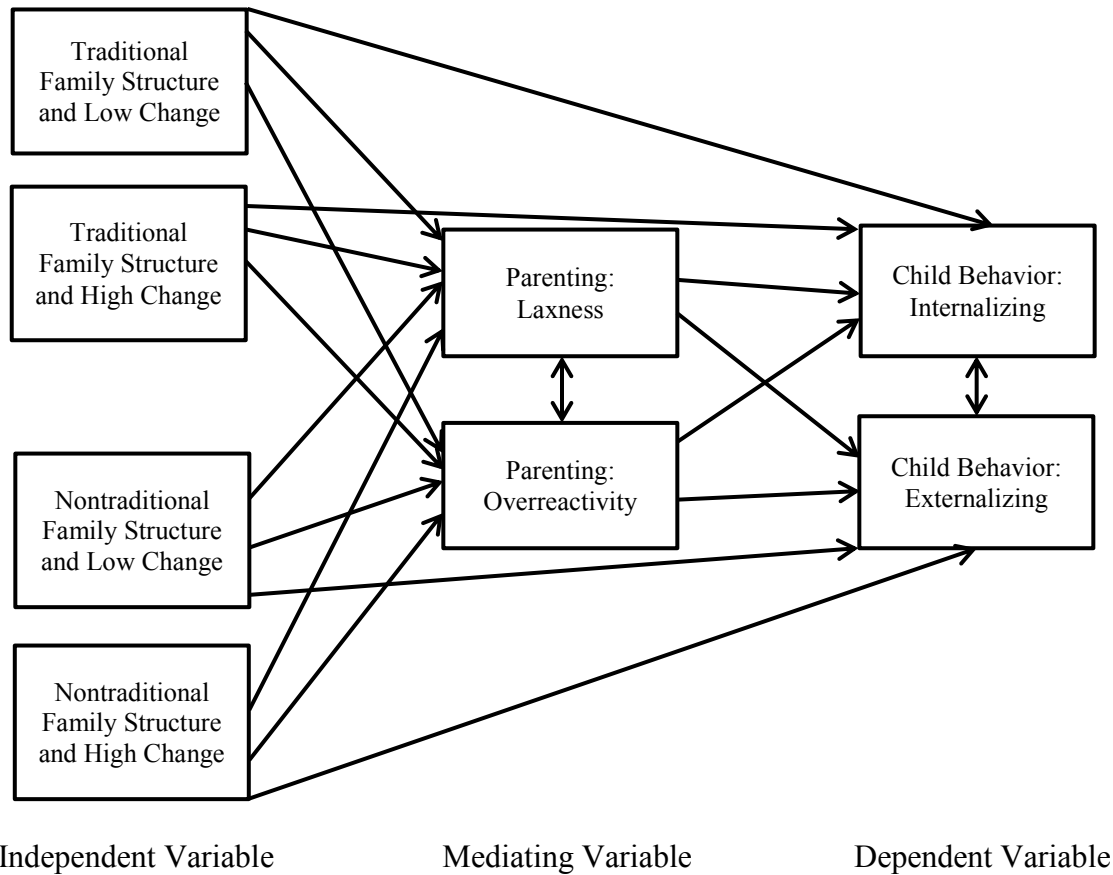 Traditional
Family Structure
and Low Change
Traditional
Family Structure
and High Change
Parenting:
Laxness
Child Behavior:
Internalizing
Nontraditional
Family Structure
and Low Change
Parenting:
Overreactivity
Child Behavior:
Externalizing
Nontraditional
Family Structure
and High Change
Independent Variable
Mediating Variable
Dependent Variable